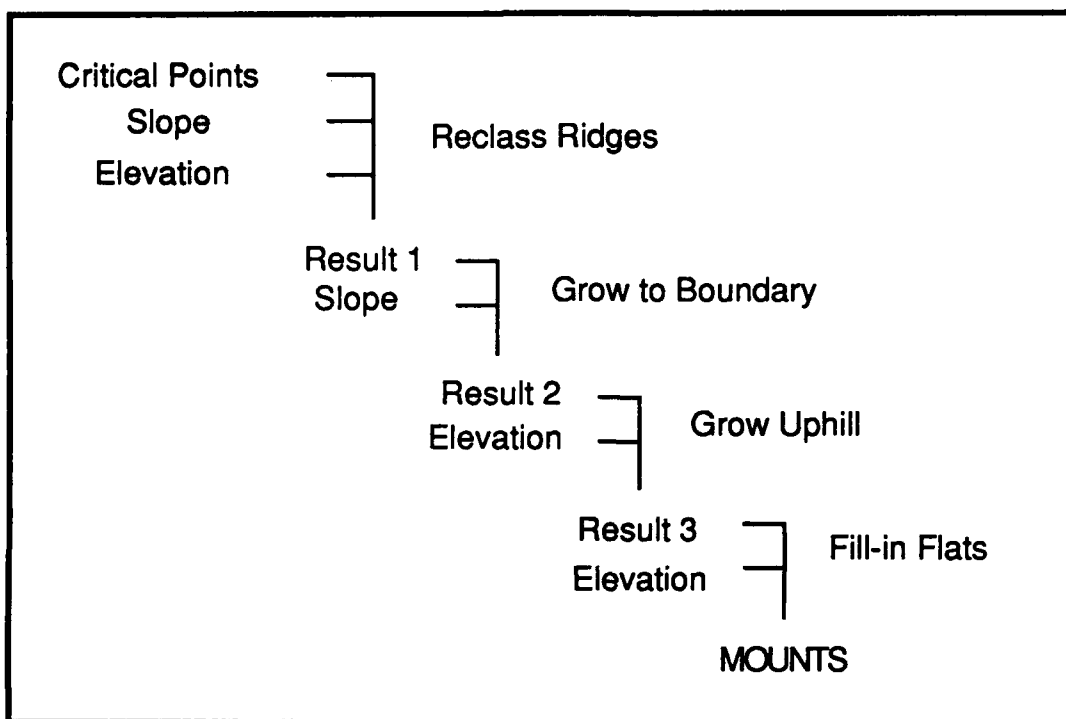 Critical Points
Slope
Elevation
Reclass Ridges
Result 1
Slope
Grow to Boundary
Result 2
Elevation
Grow Uphill
Result 3
Elevation
Fill-in Flats
MOUNTS